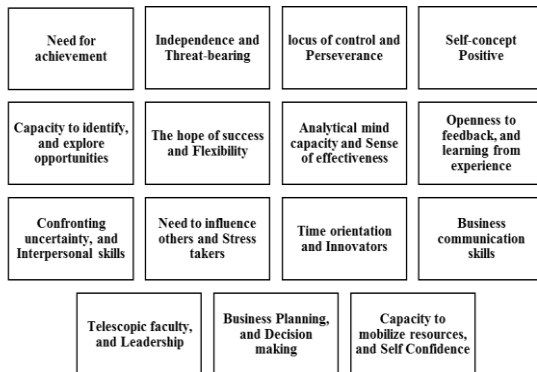 Need for
achievement
Independence and
Threat-bearing
locus of control and
Perseverance
Self-concept
Positive
Capacity to identify,
and explore
opportunities
The hope of success
and Flexibility
Analytical mind
capacity and Sense
of effectiveness
Openness to
feedback, and
learning from
experience
Confronting
uncertainty, and
Interpersonal skills
Need to influence
others and Stress
takers
Time orientation
and Innovators
Business
communication
skills
Telescopic faculty,
and Leadership
Business Planning,
and Decision
making
Capacity to
mobilize resources,
and Self Confidence